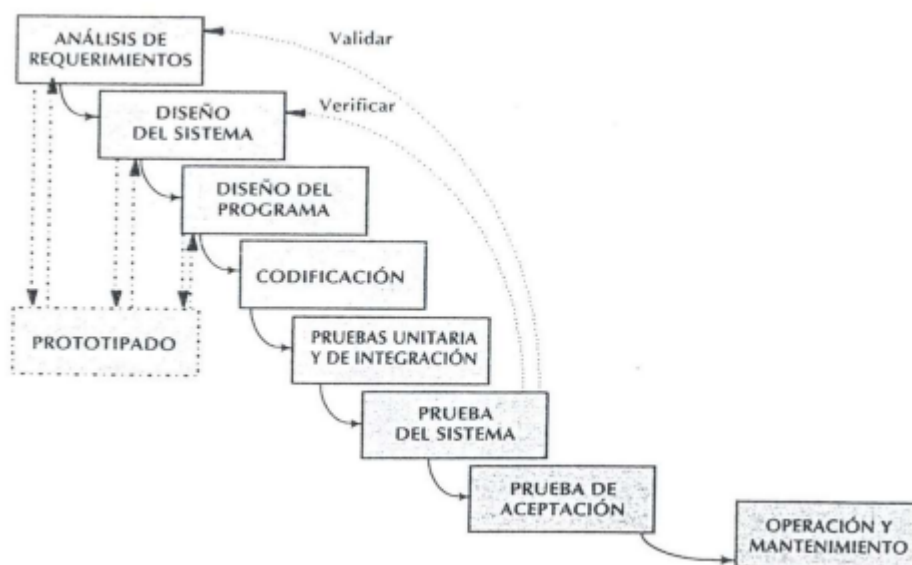 ANÁLISIS DE
REQUERIMIENTOS
Validar
DISEÑO
DEL SISTEMA
Verificar
DISEÑO DEL
PROGRAMA
CODIFICACIÓN
PROTOTIPADO
PRUEBAS UNITARIA
Y DE INTEGRACIÓN
PRUEBA
DEL SISTEMA
PRUEBA DE
ACEPTACIÓN
OPERACIÓN Y
MANTENIMIENTO